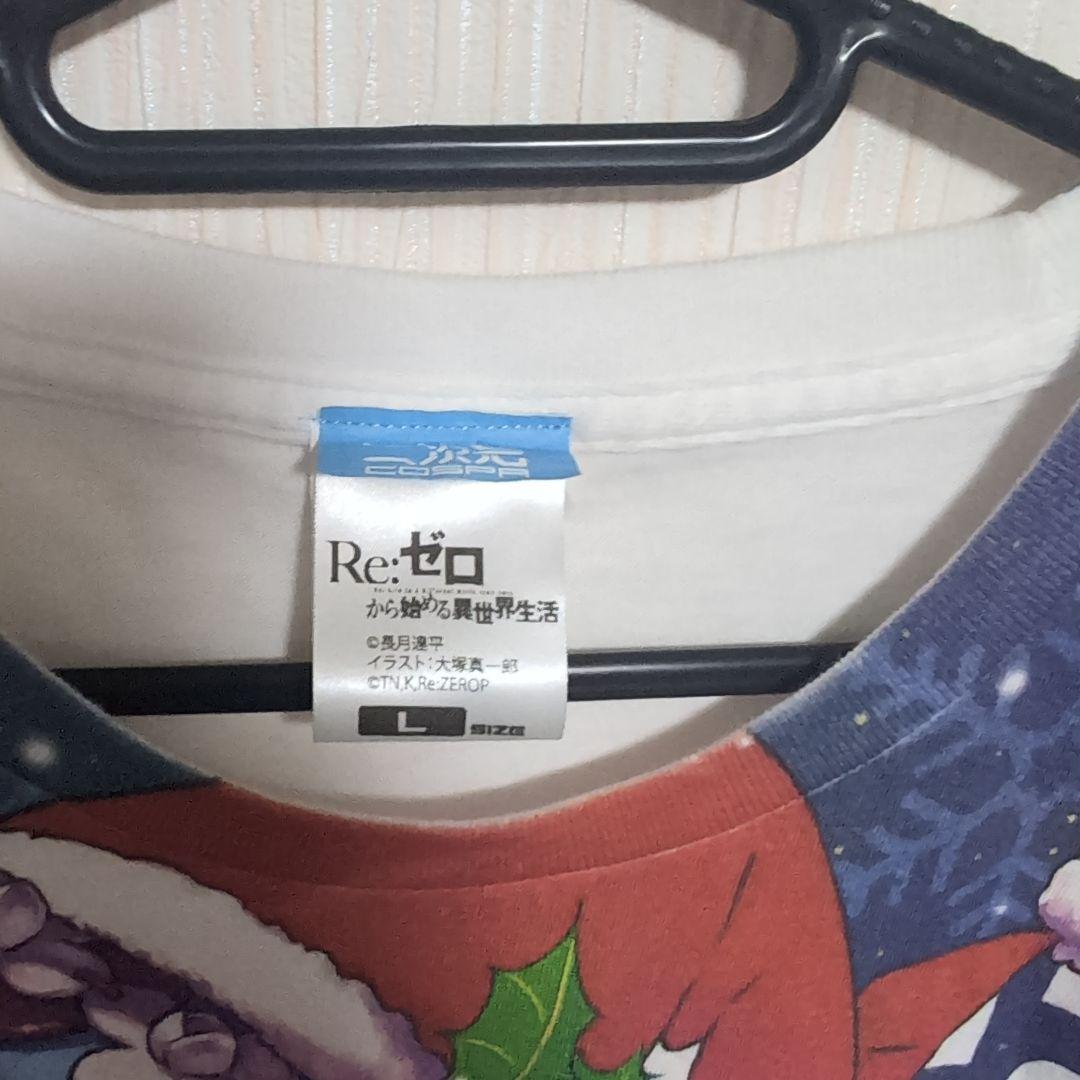 二次元
COSPA
Re:ゼロ
から始める異世界生活
©長月達平
イラスト:大塚真一郎
©TN,K,Re:ZEROP
L SIZE